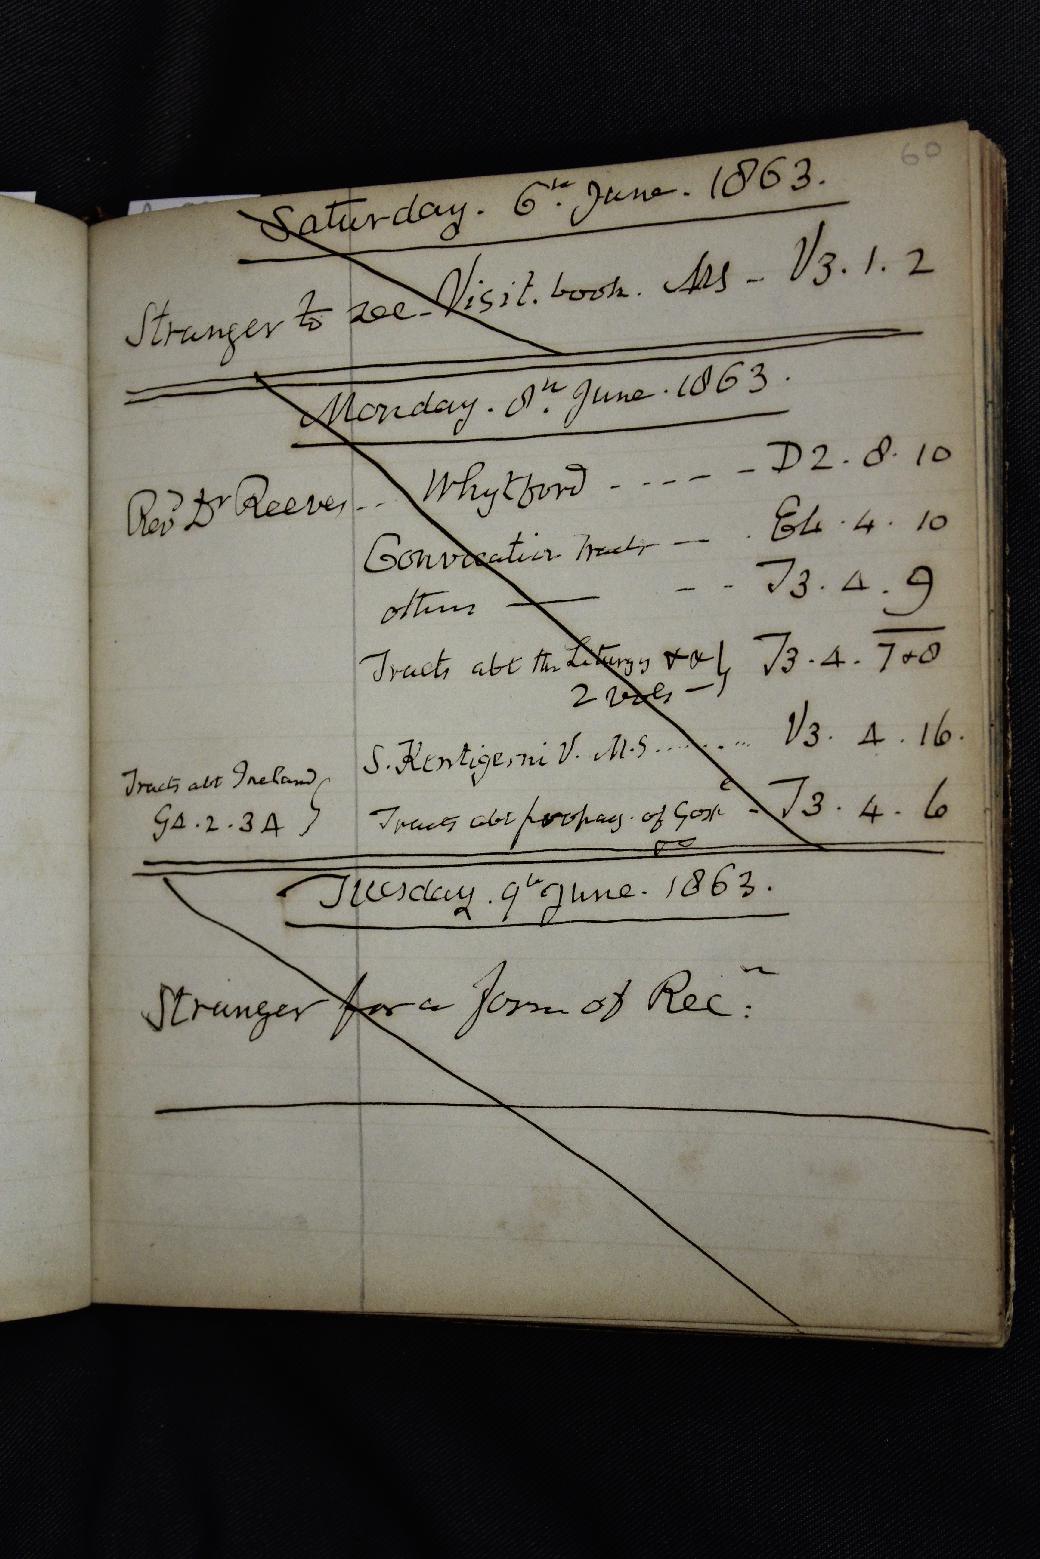 60
Saturday. 6th. June. 1863.
Stranger to see Visit. book. MS - V3. 1. 2
Monday. 8th. June. 1863.
Revd. Dr Reeves... Whytford ---- - D2. 8. 10
Convocation Tracts -- . E4. 4. 10
others — - - T3. 4. 9
Tracts abt the Liturgy &c &c } T3. 4. 7+8
2 vols -
S. Kentigerni V. M.S........ V3. 4. 16.
Tracts abt Ireland }
G4. 2. 34
Tracts abt propag. of Gospe - T3. 4. 6
&c
Tuesday. 9th June. 1863.
Stranger for a Form of Recn: